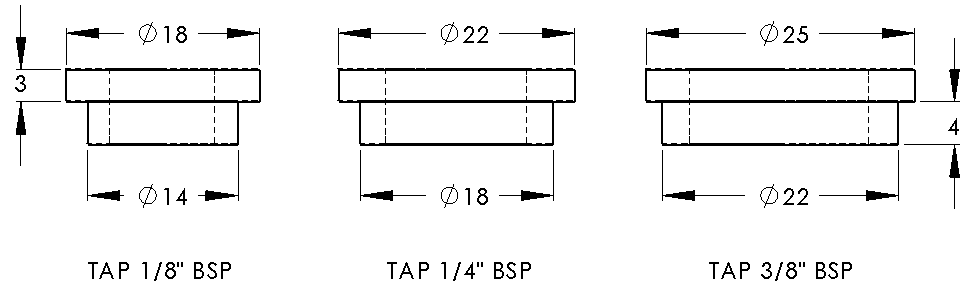 ∅18 ∅22 ∅25
3
4
∅14 ∅18 ∅22
TAP 1/8" BSP TAP 1/4" BSP TAP 3/8" BSP